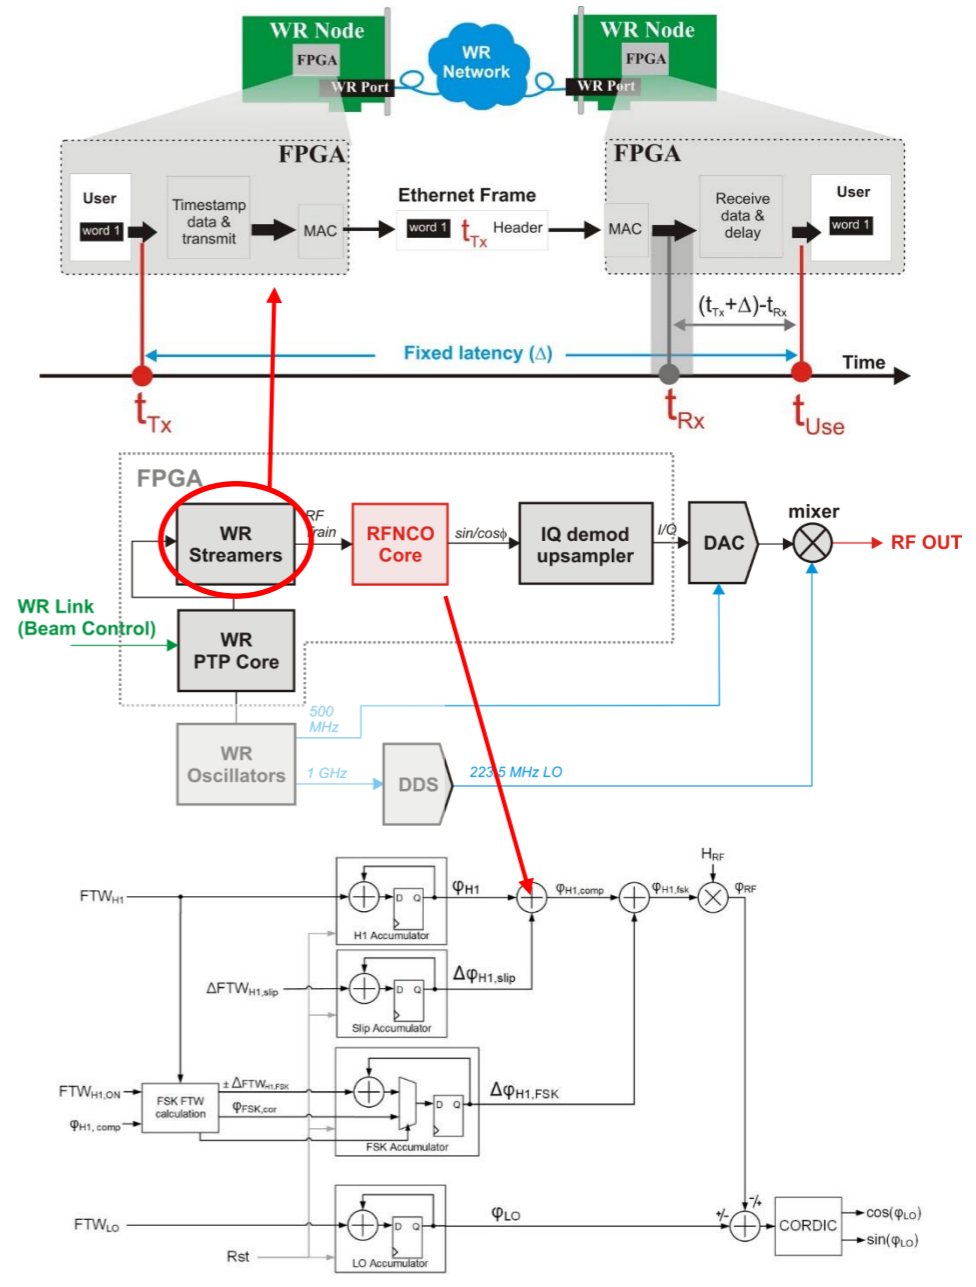 WR Node
FPGA
WR Port
WR
Network
WR Node
FPGA
WR Port
FPGA
User
word 1
Timestamp
data &
transmit
MAC
Ethernet Frame
word 1 tTx Header
FPGA
MAC
Receive
data &
delay
User
word 1
(tTx+Δ)-tRx
Fixed latency (Δ)
Time
tTx
tRx
tUse
FPGA
WR
Streamers
RF
Train
RFNCO
Core
sin/cosϕ
IQ demod
upsampler
I/Q
DAC
mixer
RF OUT
WR Link
(Beam Control)
WR
PTP Core
500
MHz
WR
Oscillators
1 GHz
DDS
223.5 MHz LO
FTWH1
D Q
H1 Accumulator
φH1
φH1,comp
φH1,fsk
HRF
φRF
ΔFTWH1,slip
D Q
Slip Accumulator
ΔφH1,slip
FTWH1,ON
φH1, comp
FSK FTW
calculation
± ΔFTWH1,FSK
φFSK,cor
D Q
FSK Accumulator
ΔφH1,FSK
FTWLO
Rst
D Q
LO Accumulator
φLO
+/-
-/+
CORDIC
cos(φLO)
sin(φLO)